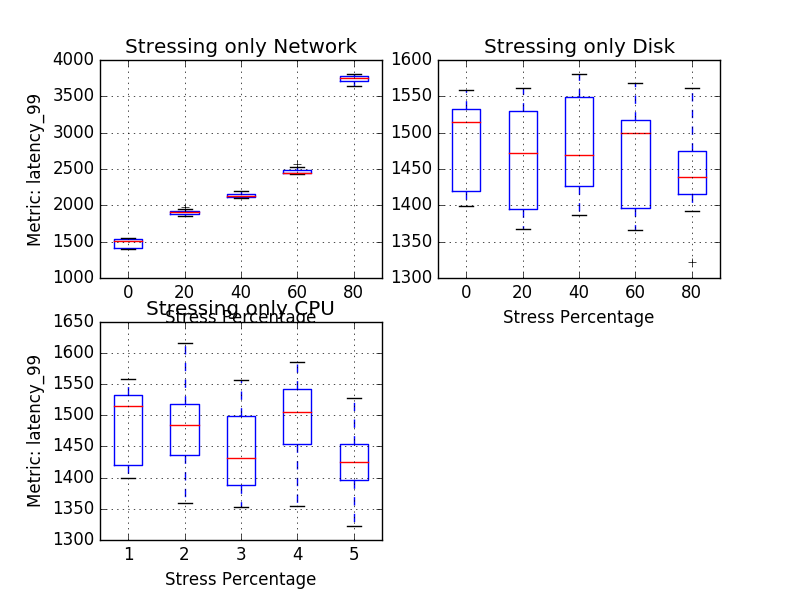 Stressing only Network
Stressing only Disk
4000
3500
3000
2500
2000
1500
1000
Metric: latency_99
0 20 40 60 80
Stress Percentage
1600
1550
1500
1450
1400
1350
1300
0 20 40 60 80
Stress Percentage
Stressing only CPU
1650
1600
1550
1500
1450
1400
1350
1300
Metric: latency_99
1 2 3 4 5
Stress Percentage